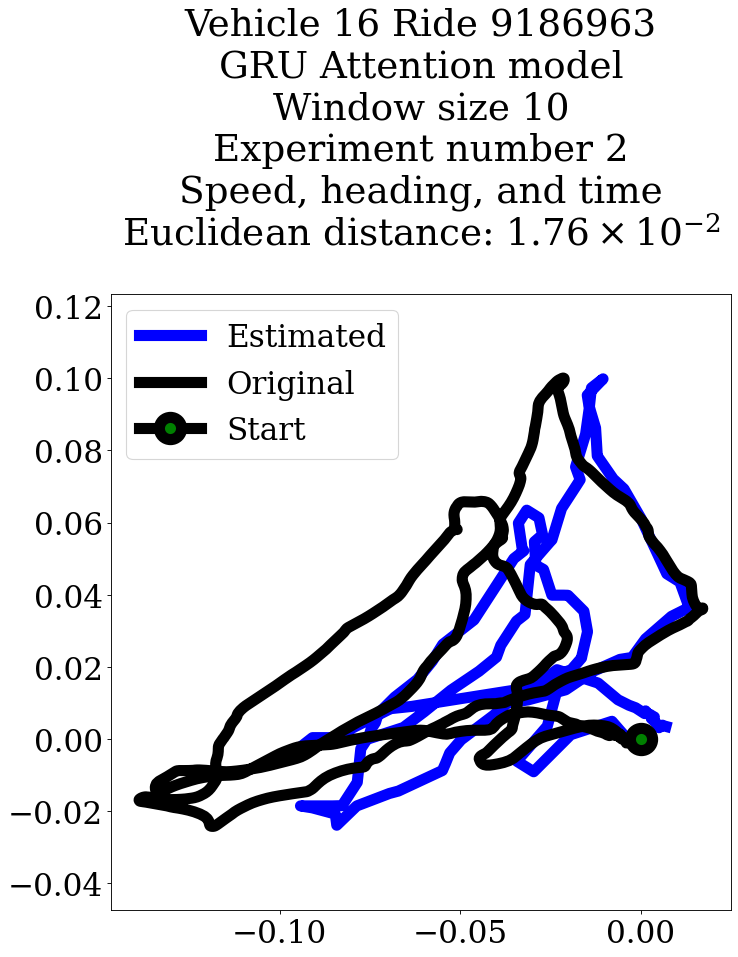 Vehicle 16 Ride 9186963
GRU Attention model
Window size 10
Experiment number 2
Speed, heading, and time
Euclidean distance: 1.76 × 10⁻²
0.12
0.10
0.08
0.06
0.04
0.02
0.00
−0.02
−0.04
Estimated
Original
Start
−0.10
−0.05
0.00